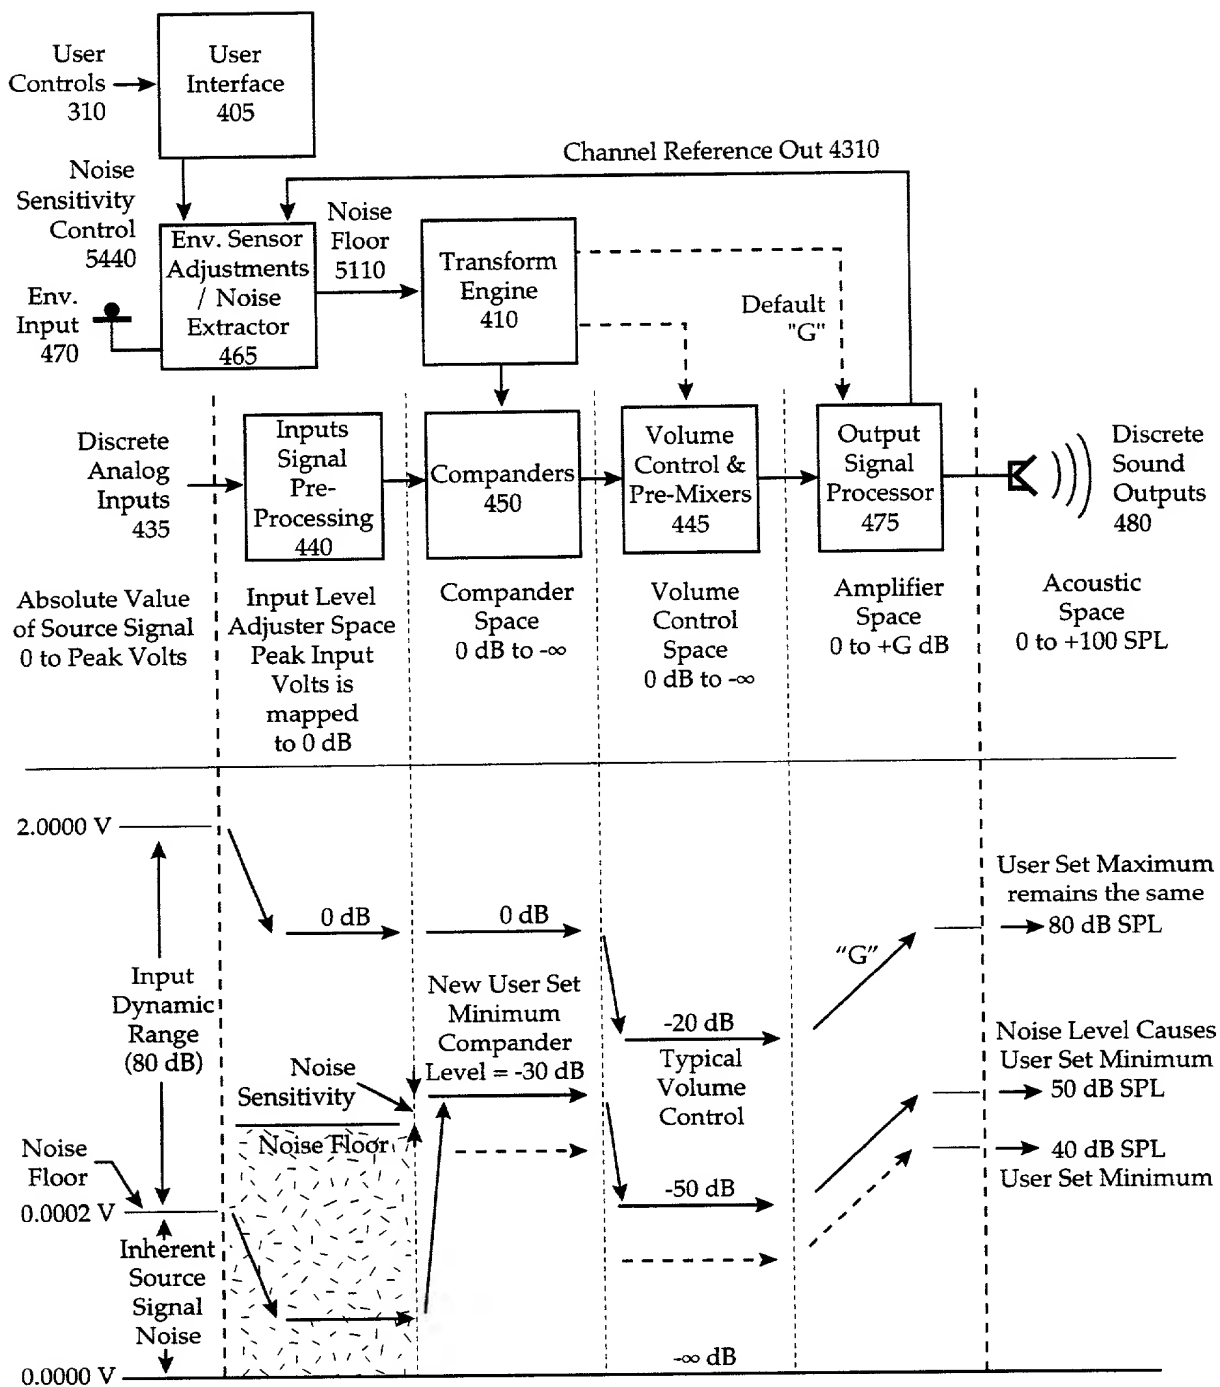 User
Controls
310
User
Interface
405
Noise
Sensitivity
Control
5440
Channel Reference Out 4310
Env.
Input
470
Env. Sensor
Adjustments
/ Noise
Extractor
465
Noise
Floor
5110
Transform
Engine
410
Default
"G"
Discrete
Analog
Inputs
435
Inputs
Signal
Pre-
Processing
440
Companders
450
Volume
Control &
Pre-Mixers
445
Output
Signal
Processor
475
Discrete
Sound
Outputs
480
Absolute Value
of Source Signal
0 to Peak Volts
Input Level
Adjuster Space
Peak Input
Volts is
mapped
to 0 dB
Compander
Space
0 dB to -∞
Volume
Control
Space
0 dB to -∞
Amplifier
Space
0 to +G dB
Acoustic
Space
0 to +100 SPL
2.0000 V
0 dB
0 dB
User Set Maximum
remains the same
80 dB SPL
"G"
Input
Dynamic
Range
(80 dB)
New User Set
Minimum
Compander
Level = -30 dB
-20 dB
Typical
Volume
Control
Noise Level Causes
User Set Minimum
50 dB SPL
Noise
Sensitivity
Noise Floor
40 dB SPL
User Set Minimum
Noise
Floor
0.0002 V
-50 dB
Inherent
Source
Signal
Noise
0.0000 V
-∞ dB